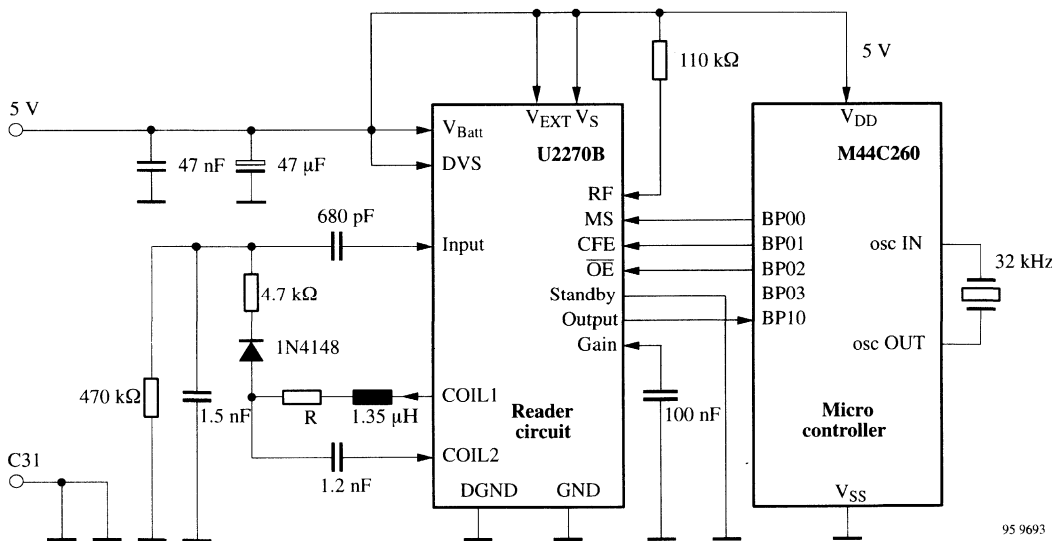 5 V
110 kΩ
5 V
V_Batt
V_EXT V_S
V_DD
U2270B
M44C260
47 nF
47 µF
DVS
680 pF
RF
MS
BP00
Input
CFE
BP01
osc IN
OE
BP02
32 kHz
4.7 kΩ
Standby
BP03
Output
BP10
1N4148
Gain
osc OUT
470 kΩ
1.5 nF
R
1.35 µH
COIL1
Reader
circuit
100 nF
Micro
controller
C31
1.2 nF
COIL2
DGND
GND
V_SS
95 9693